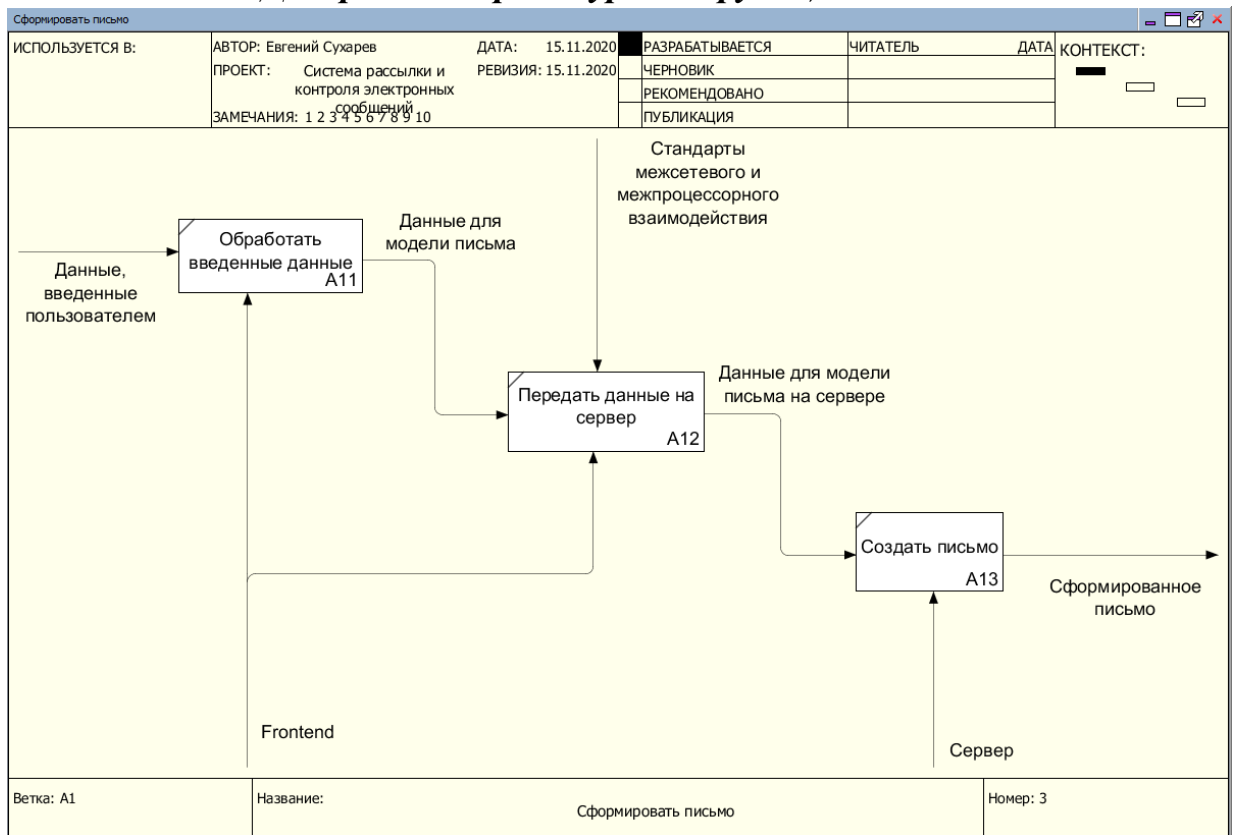 Сформировать письмо
ИСПОЛЬЗУЕТСЯ В:
АВТОР: Евгений Сухарев
ДАТА: 15.11.2020
ПРОЕКТ: Система рассылки и
контроля электронных
сообщений
РЕВИЗИЯ: 15.11.2020
ЗАМЕЧАНИЯ: 1 2 3 4 5 6 7 8 9 10
РАЗРАБАТЫВАЕТСЯ
ЧЕРНОВИК
РЕКОМЕНДОВАНО
ПУБЛИКАЦИЯ
ЧИТАТЕЛЬ
ДАТА
КОНТЕКСТ:
Стандарты
межсетевого и
межпроцессорного
взаимодействия
Данные,
введенные
пользователем
Обработать
введенные данные
A11
Данные для
модели письма
Передать данные на
сервер
A12
Данные для модели
письма на сервере
Создать письмо
A13
Сформированное
письмо
Frontend
Сервер
Ветка: A1
Название:
Сформировать письмо
Номер: 3